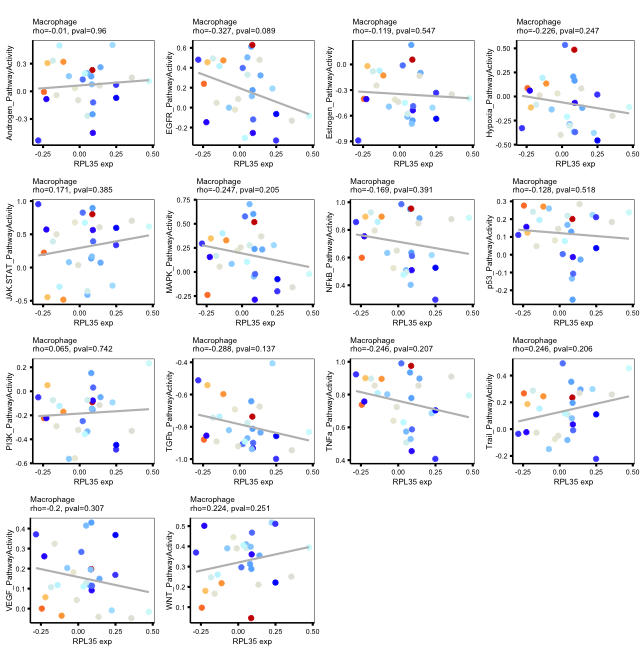 Macrophage
rho=-0.01, pval=0.96
Androgen_PathwayActivity
0.3
0.0
-0.3
-0.25 0.00 0.25 0.50
RPL35 exp
Macrophage
rho=-0.327, pval=0.089
EGFR_PathwayActivity
0.6
0.4
0.2
0.0
-0.2
-0.25 0.00 0.25 0.50
RPL35 exp
Macrophage
rho=-0.119, pval=0.547
Estrogen_PathwayActivity
0.0
-0.3
-0.6
-0.9
-0.25 0.00 0.25 0.50
RPL35 exp
Macrophage
rho=-0.226, pval=0.247
Hypoxia_PathwayActivity
0.50
0.25
0.00
-0.25
-0.50
-0.25 0.00 0.25 0.50
RPL35 exp
Macrophage
rho=0.171, pval=0.385
JAK-STAT_PathwayActivity
1.0
0.5
0.0
-0.5
-0.25 0.00 0.25 0.50
RPL35 exp
Macrophage
rho=-0.247, pval=0.205
MAPK_PathwayActivity
0.75
0.50
0.25
0.00
-0.25
-0.25 0.00 0.25 0.50
RPL35 exp
Macrophage
rho=-0.169, pval=0.391
NFkB_PathwayActivity
1.0
0.8
0.6
0.4
-0.25 0.00 0.25 0.50
RPL35 exp
Macrophage
rho=-0.128, pval=0.518
p53_PathwayActivity
0.3
0.2
0.1
0.0
-0.1
-0.2
-0.25 0.00 0.25 0.50
RPL35 exp
Macrophage
rho=0.065, pval=0.742
PI3K_PathwayActivity
0.2
0.0
-0.2
-0.4
-0.6
-0.25 0.00 0.25 0.50
RPL35 exp
Macrophage
rho=-0.288, pval=0.137
TGFb_PathwayActivity
-0.4
-0.6
-0.8
-1.0
-0.25 0.00 0.25 0.50
RPL35 exp
Macrophage
rho=-0.246, pval=0.207
TNFa_PathwayActivity
1.0
0.8
0.6
0.4
-0.25 0.00 0.25 0.50
RPL35 exp
Macrophage
rho=0.246, pval=0.206
Trail_PathwayActivity
0.4
0.2
0.0
-0.2
-0.25 0.00 0.25 0.50
RPL35 exp
Macrophage
rho=-0.2, pval=0.307
VEGF_PathwayActivity
0.4
0.3
0.2
0.1
0.0
-0.25 0.00 0.25 0.50
RPL35 exp
Macrophage
rho=0.224, pval=0.251
WNT_PathwayActivity
0.5
0.4
0.3
0.2
0.1
-0.25 0.00 0.25 0.50
RPL35 exp